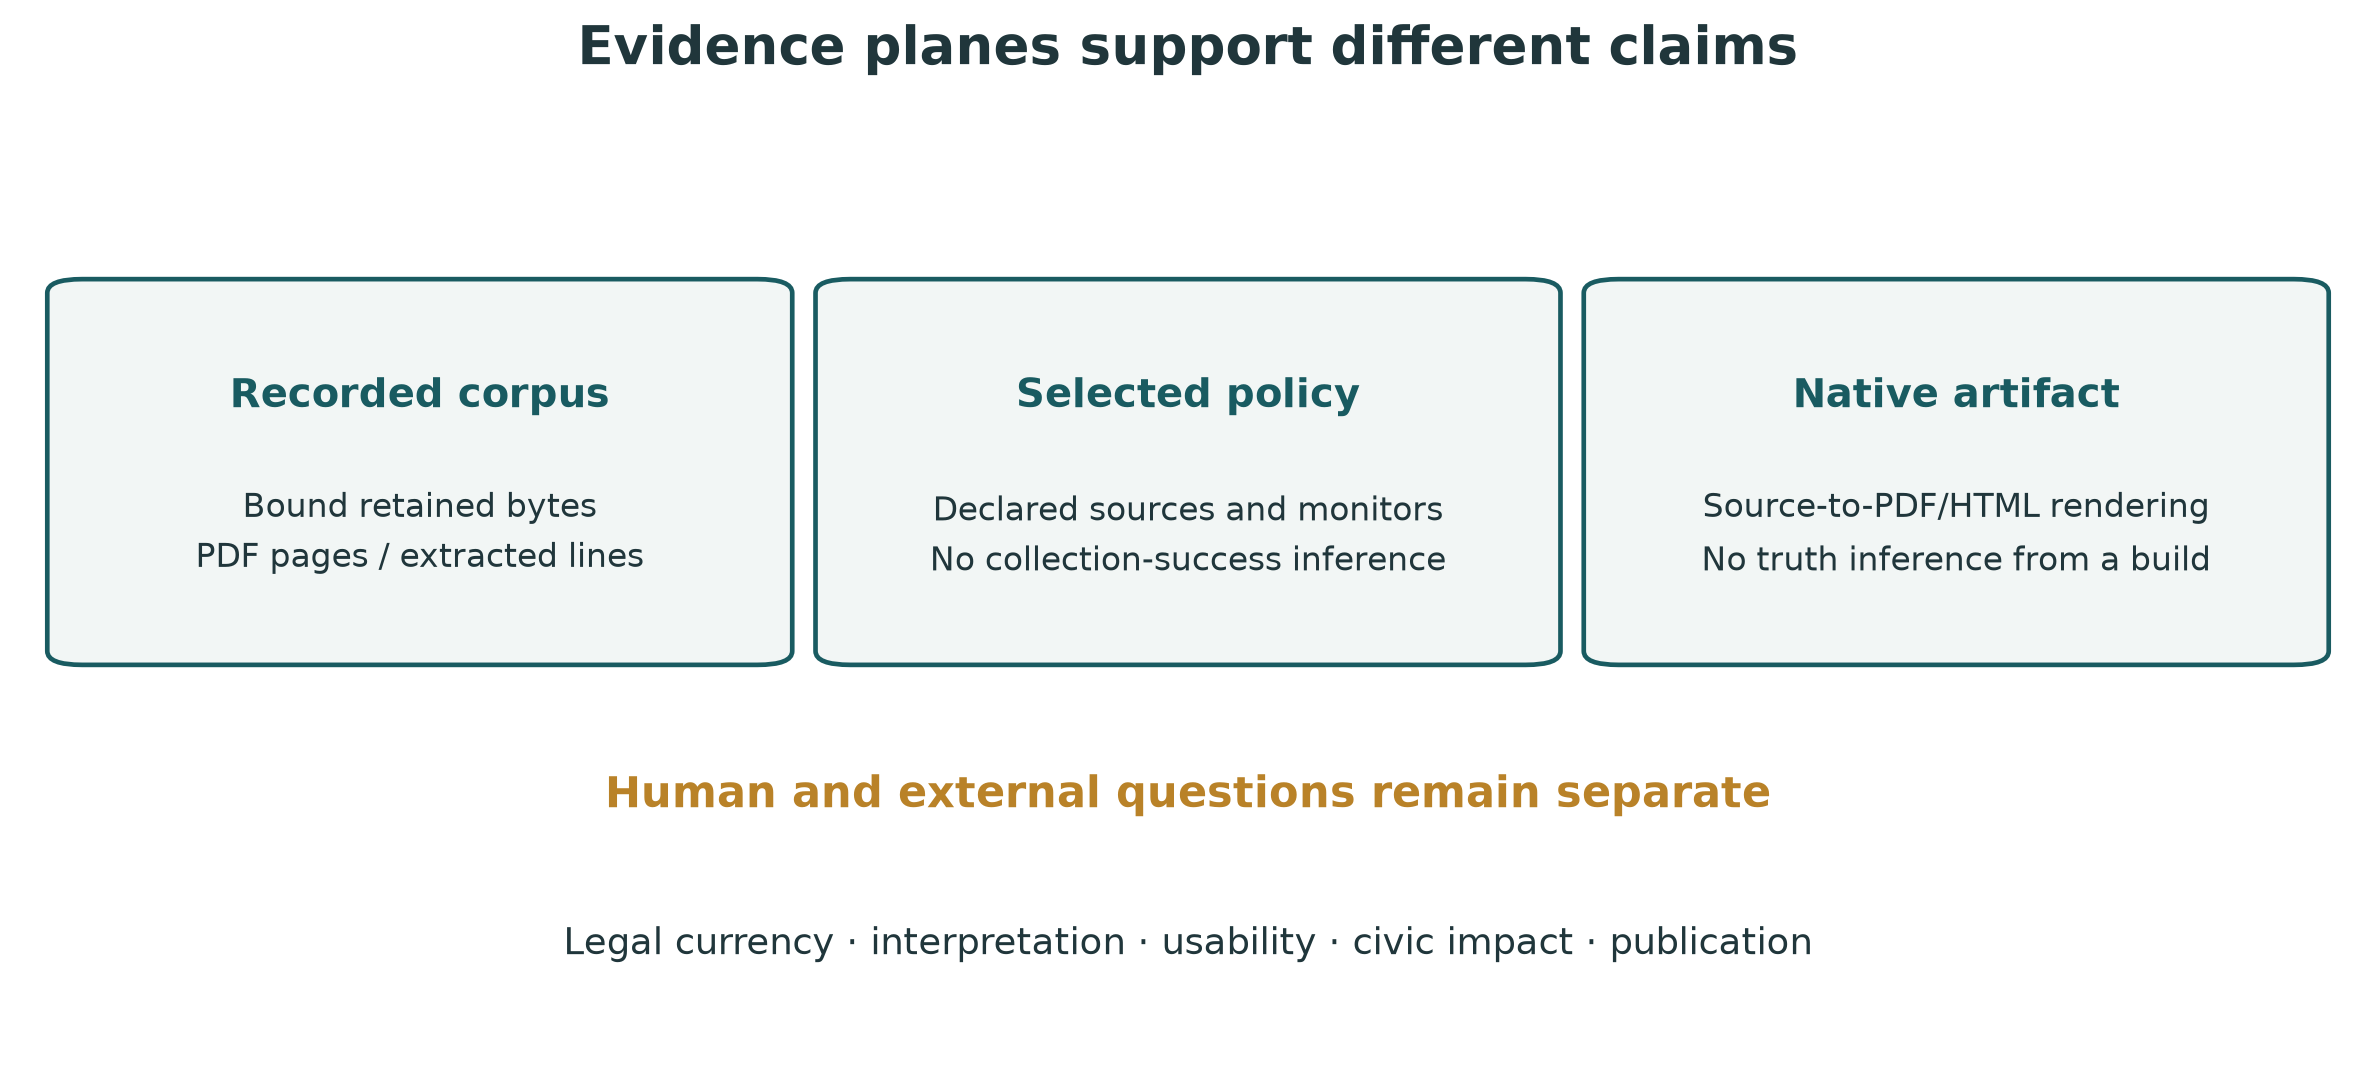 Evidence planes support different claims
Recorded corpus
Bound retained bytes
PDF pages / extracted lines
Selected policy
Declared sources and monitors
No collection-success inference
Native artifact
Source-to-PDF/HTML rendering
No truth inference from a build
Human and external questions remain separate
Legal currency · interpretation · usability · civic impact · publication